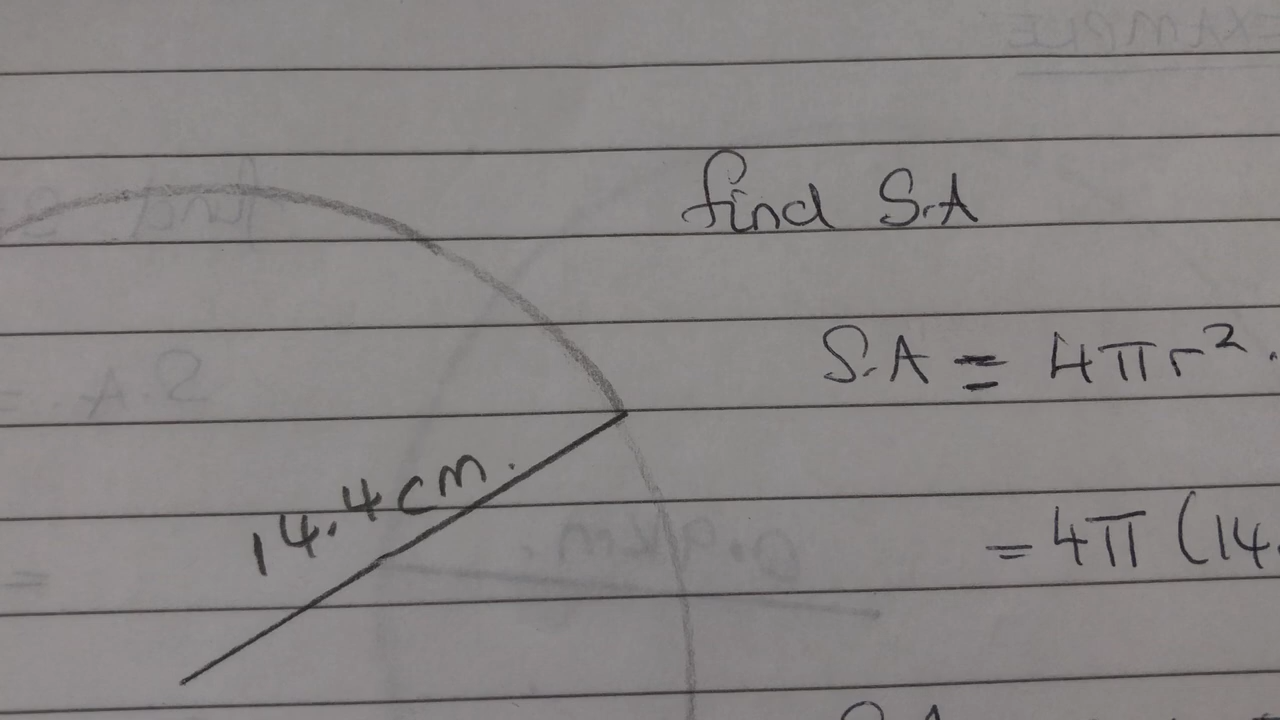 find S.A
S.A = 4πr².
14.4cm.
= 4π (14.